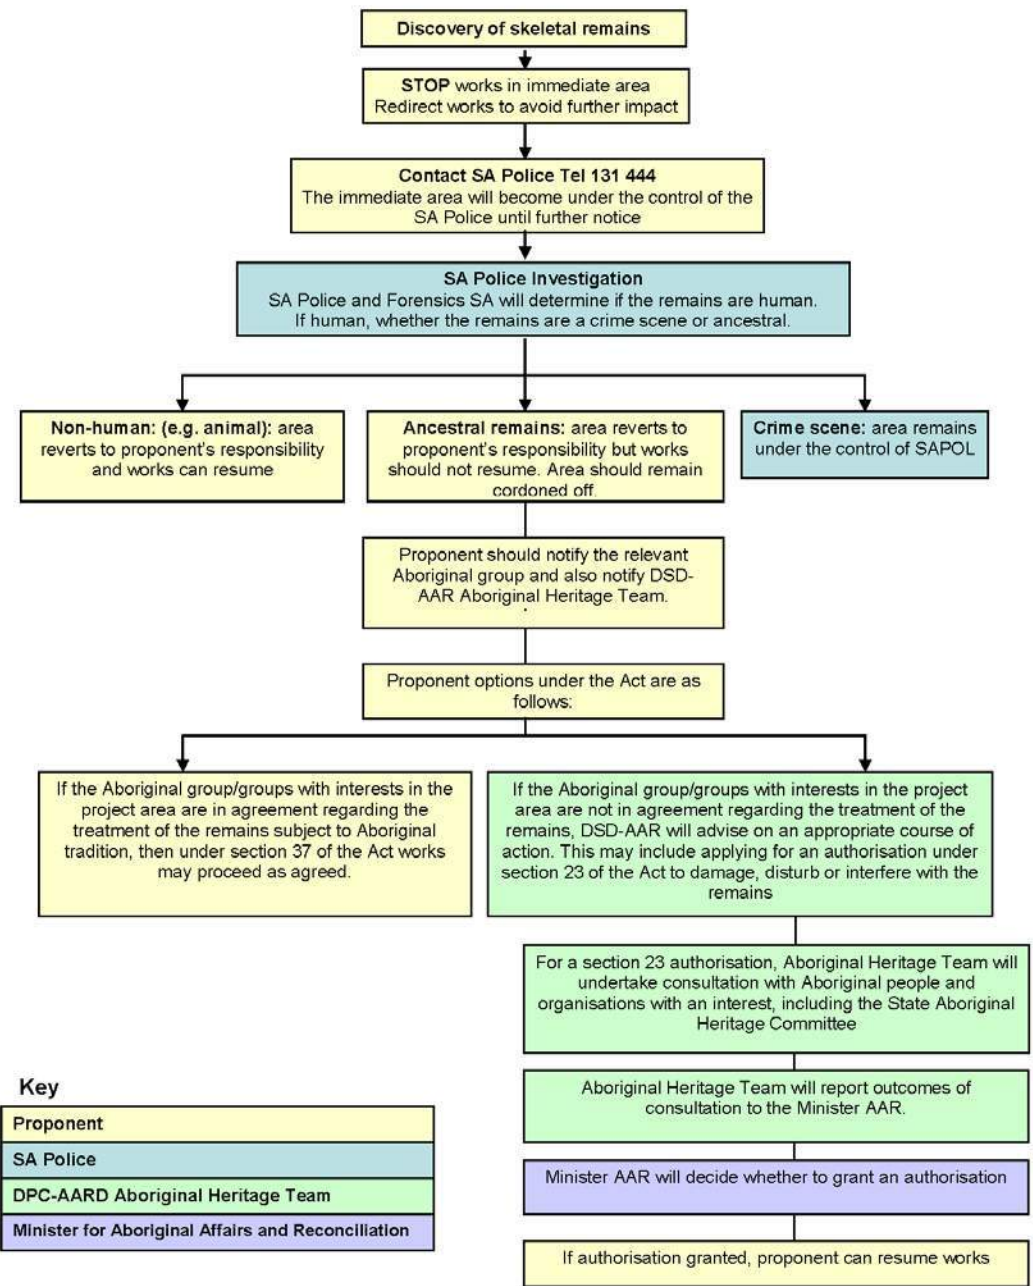 Discovery of skeletal remains
STOP works in immediate area
Redirect works to avoid further impact
Contact SA Police Tel 131 444
The immediate area will become under the control of the
SA Police until further notice
SA Police Investigation
SA Police and Forensics SA will determine if the remains are human.
If human, whether the remains are a crime scene or ancestral.
Non-human: (e.g. animal): area
reverts to proponent's responsibility
and works can resume
Ancestral remains: area reverts to
proponent's responsibility but works
should not resume. Area should remain
cordoned off.
Crime scene: area remains
under the control of SAPOL
Proponent should notify the relevant
Aboriginal group and also notify DSD-
AAR Aboriginal Heritage Team.
.
Proponent options under the Act are as
follows:
If the Aboriginal group/groups with interests in the
project area are in agreement regarding the
treatment of the remains subject to Aboriginal
tradition, then under section 37 of the Act works
may proceed as agreed.
If the Aboriginal group/groups with interests in the project
area are not in agreement regarding the treatment of the
remains, DSD-AAR will advise on an appropriate course of
action. This may include applying for an authorisation under
section 23 of the Act to damage, disturb or interfere with the
remains
For a section 23 authorisation, Aboriginal Heritage Team will
undertake consultation with Aboriginal people and
organisations with an interest, including the State Aboriginal
Heritage Committee
Aboriginal Heritage Team will report outcomes of
consultation to the Minister AAR.
Minister AAR will decide whether to grant an authorisation
If authorisation granted, proponent can resume works
Key
Proponent
SA Police
DPC-AARD Aboriginal Heritage Team
Minister for Aboriginal Affairs and Reconciliation